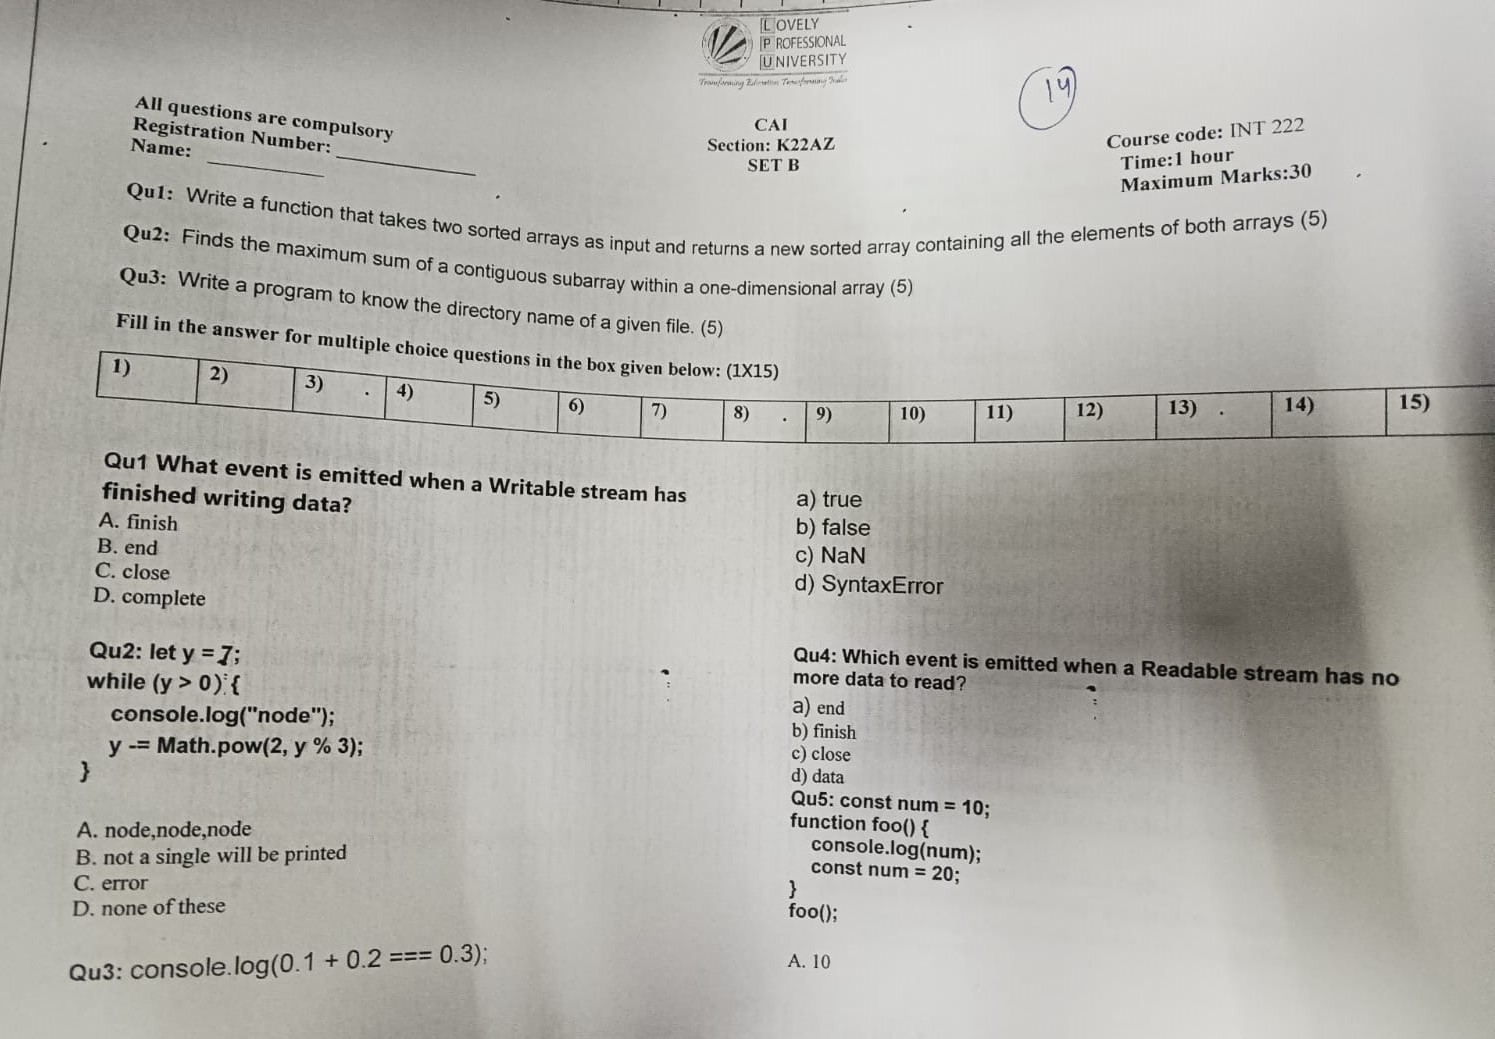 LOVELY
PROFESSIONAL
UNIVERSITY
Transforming Education Transforming India
14
All questions are compulsory
Registration Number:
Name:
CAI
Section: K22AZ
SET B
Course code: INT 222
Time:1 hour
Maximum Marks:30
Qu1: Write a function that takes two sorted arrays as input and returns a new sorted array containing all the elements of both arrays (5)
Qu2: Finds the maximum sum of a contiguous subarray within a one-dimensional array (5)
Qu3: Write a program to know the directory name of a given file. (5)
Fill in the answer for multiple choice questions in the box given below: (1X15)
1) 2) 3) 4) 5) 6) 7) 8) 9) 10) 11) 12) 13) 14) 15)
Qu1 What event is emitted when a Writable stream has
finished writing data?
A. finish
B. end
C. close
D. complete
Qu2: let y = 7;
while (y > 0) {
console.log("node");
y -= Math.pow(2, y % 3);
}
A. node,node,node
B. not a single will be printed
C. error
D. none of these
Qu3: console.log(0.1 + 0.2 === 0.3);
a) true
b) false
c) NaN
d) SyntaxError
Qu4: Which event is emitted when a Readable stream has no
more data to read?
a) end
b) finish
c) close
d) data
Qu5: const num = 10;
function foo() {
console.log(num);
const num = 20;
}
foo();
A. 10